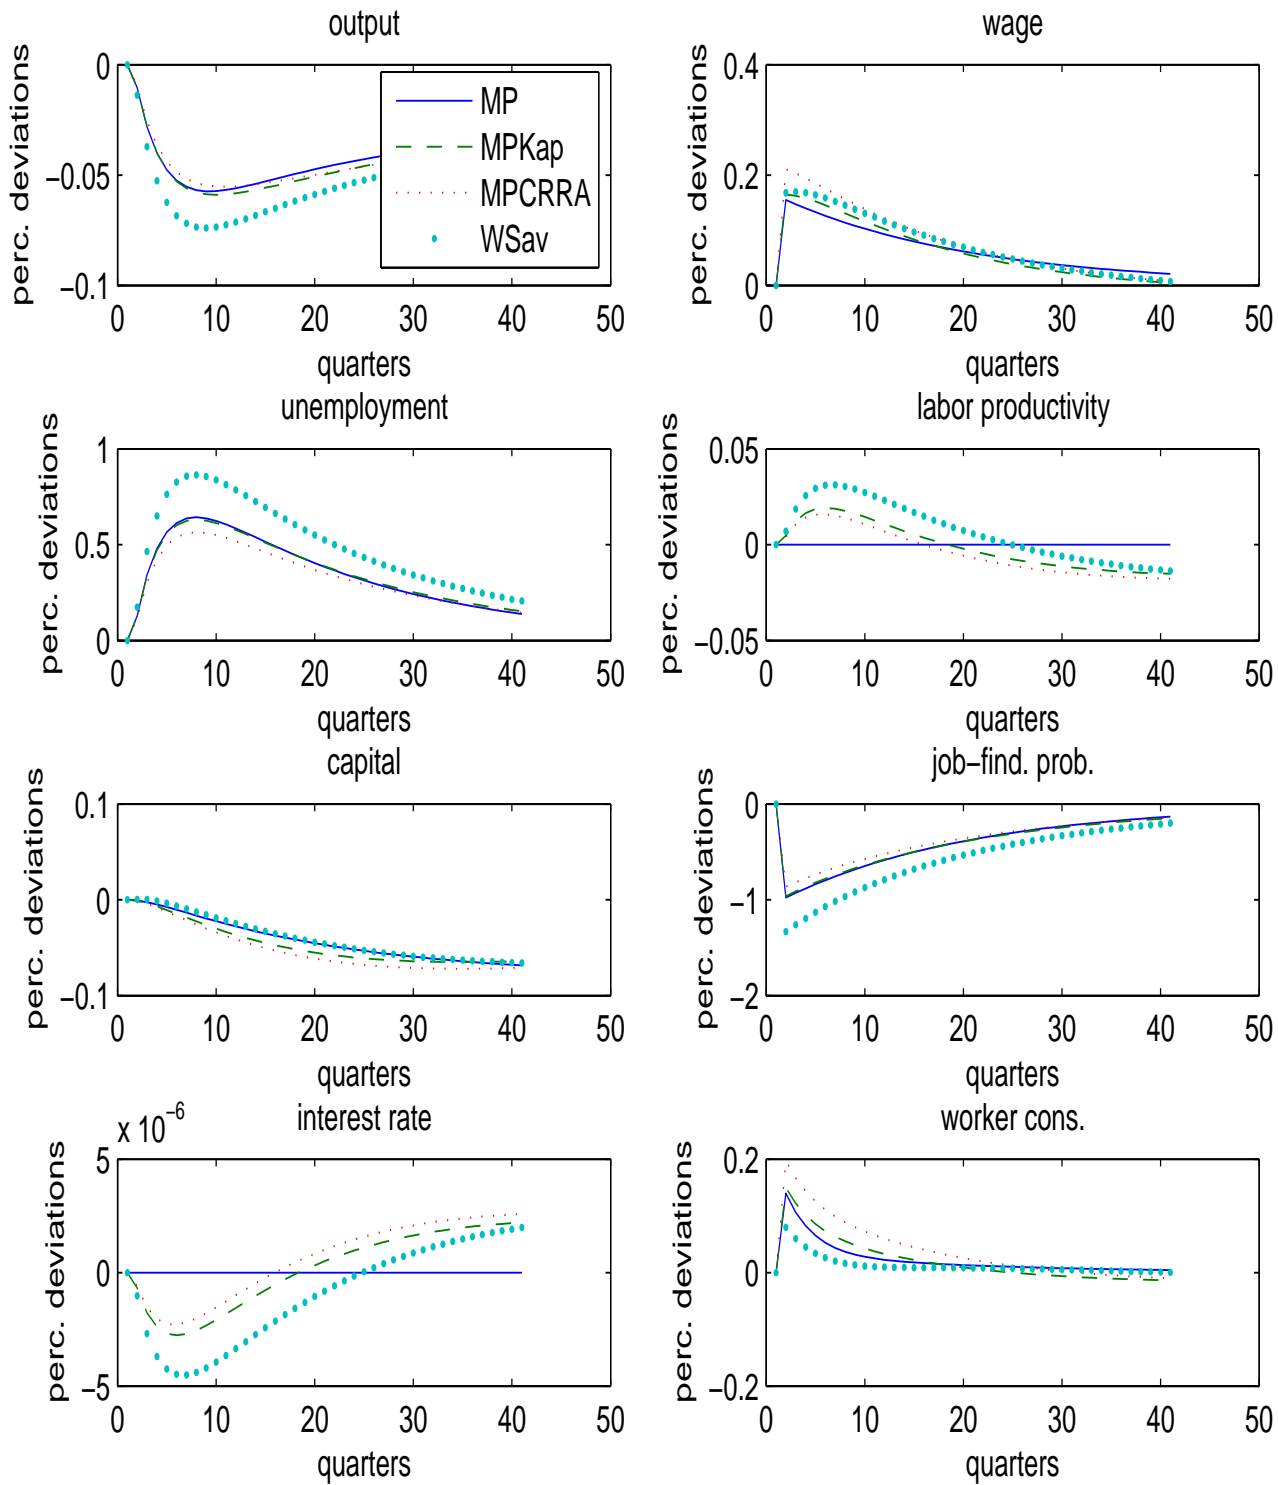 output
perc. deviations
0
−0.05
−0.1
0 10 20 30 40 50
quarters
MP
MPKap
MPCRRA
WSav
wage
perc. deviations
0.4
0.2
0
0 10 20 30 40 50
quarters
unemployment
perc. deviations
1
0.5
0
0 10 20 30 40 50
quarters
labor productivity
perc. deviations
0.05
0
−0.05
0 10 20 30 40 50
quarters
capital
perc. deviations
0.1
0
−0.1
0 10 20 30 40 50
quarters
job−find. prob.
perc. deviations
0
−1
−2
0 10 20 30 40 50
quarters
x 10−6
interest rate
perc. deviations
5
0
−5
0 10 20 30 40 50
quarters
worker cons.
perc. deviations
0.2
0
−0.2
0 10 20 30 40 50
quarters